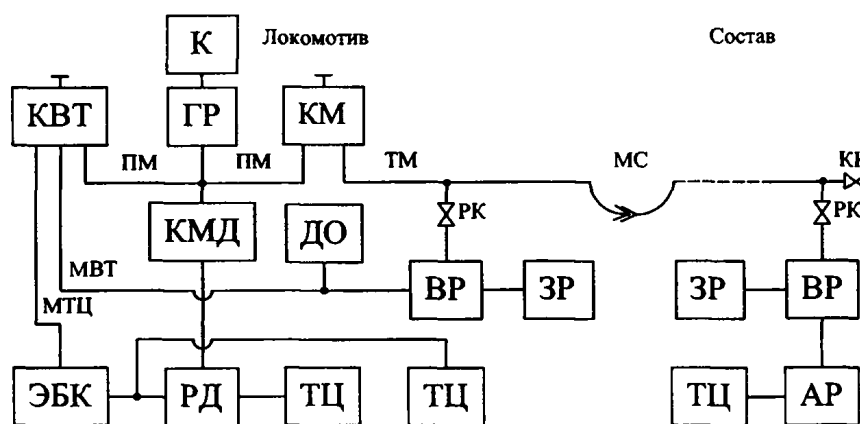 К Локомотив Состав
КВТ ГР КМ
ПМ ПМ ТМ МС
РК РК
КМД ДО
МВТ
ВР ЗР ЗР ВР
МТЦ
ЭБК РД ТЦ ТЦ ТЦ АР